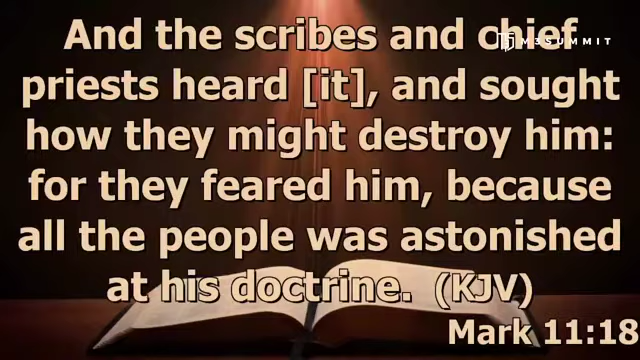 And the scribes and chief
priests heard [it], and sought
how they might destroy him:
for they feared him, because
all the people was astonished
at his doctrine. (KJV)
Mark 11:18
M3SUMMIT